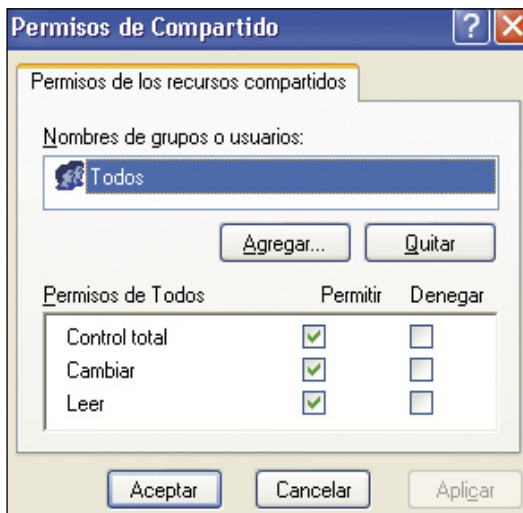 Permisos de Compartido
Permisos de los recursos compartidos
Nombres de grupos o usuarios:
Todos
Agregar... Quitar
Permisos de Todos Permitir Denegar
Control total
Cambiar
Leer
Aceptar Cancelar Aplicar